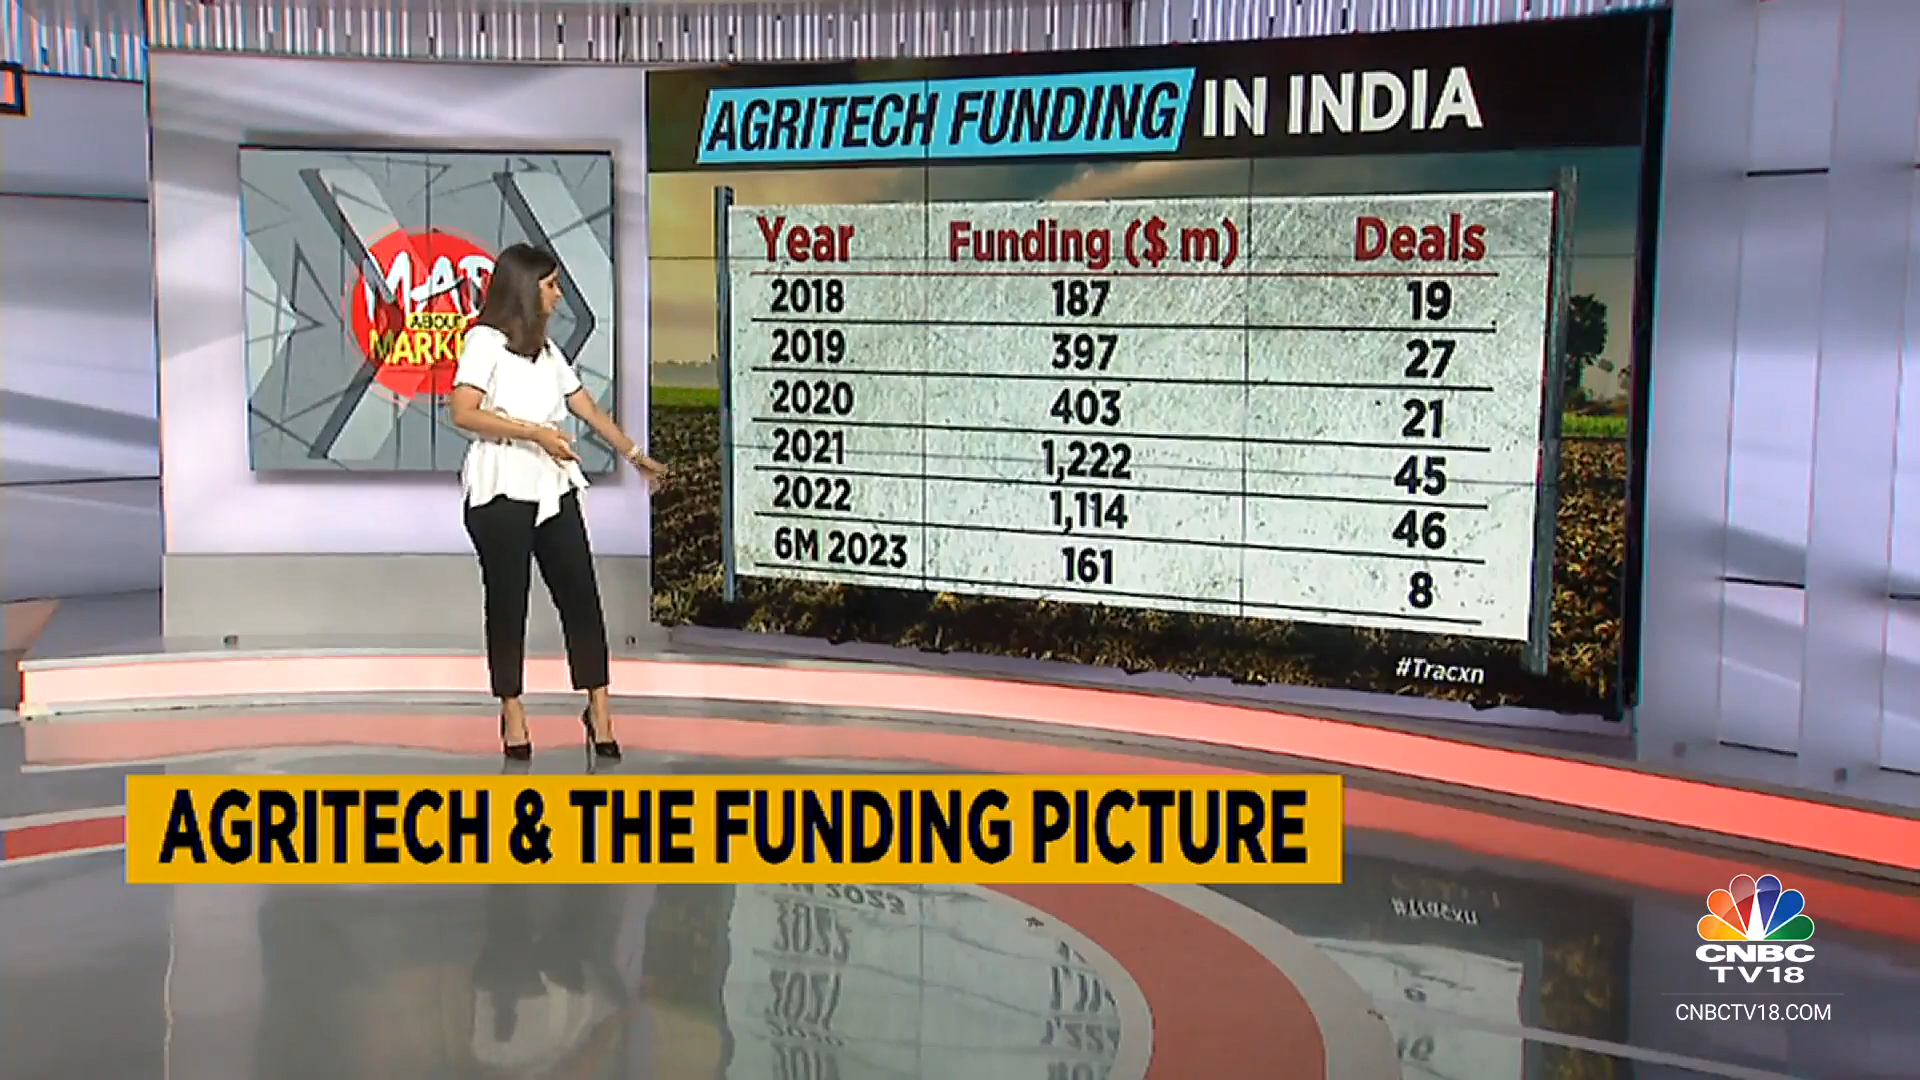 AGRITECH FUNDING IN INDIA
Year Funding ($ m) Deals
2018 187 19
2019 397 27
2020 403 21
2021 1,222 45
2022 1,114 46
6M 2023 161 8
#Tracxn
ABOUT
AGRITECH & THE FUNDING PICTURE
CNBC
TV18
CNBCTV18.COM